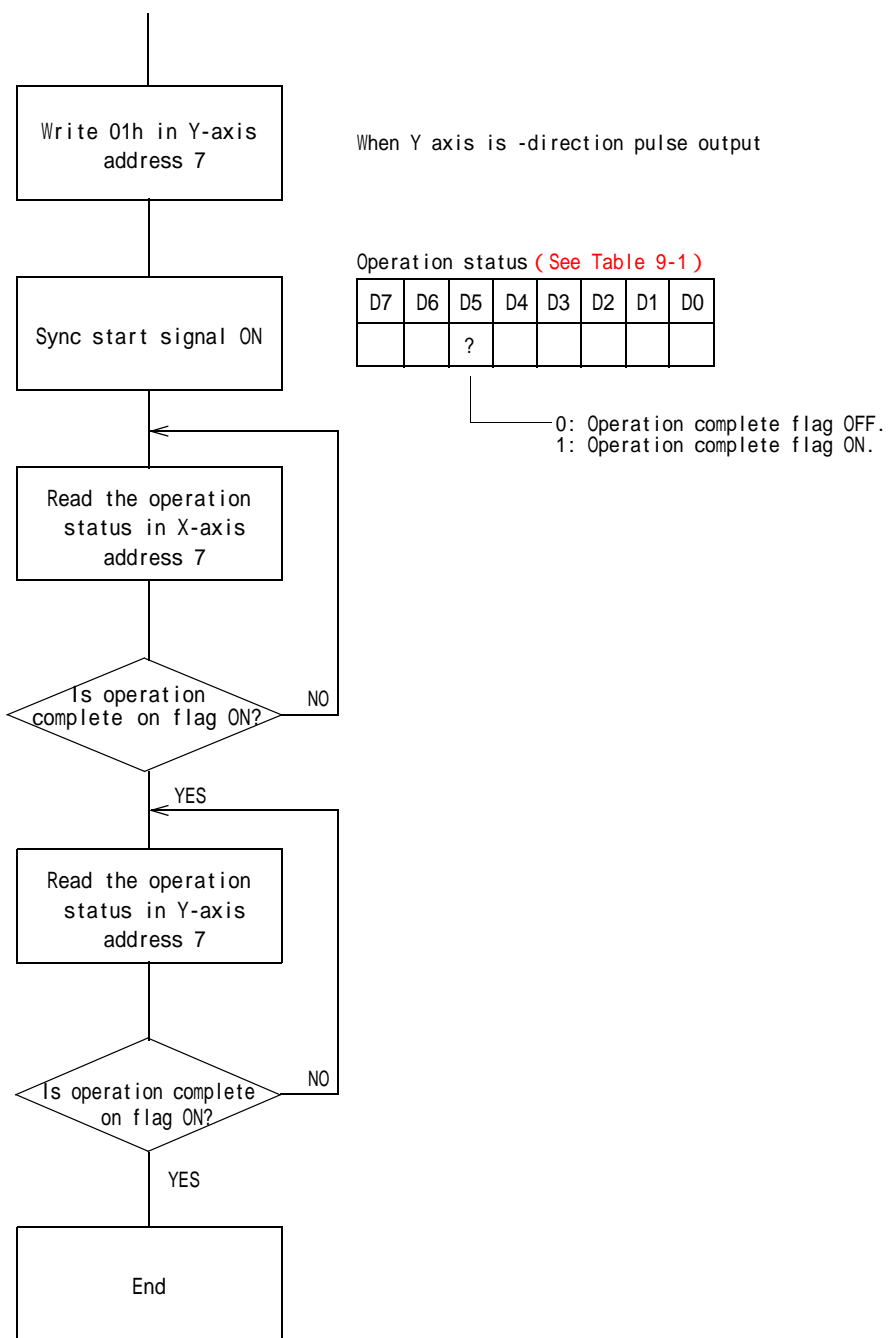 Write 01h in Y-axis
address 7
When Y axis is -direction pulse output
Sync start signal ON
Operation status (See Table 9-1)
D7 D6 D5 D4 D3 D2 D1 D0
?
0: Operation complete flag OFF.
1: Operation complete flag ON.
Read the operation
status in X-axis
address 7
Is operation
complete on flag ON?
NO
YES
Read the operation
status in Y-axis
address 7
Is operation complete
on flag ON?
NO
YES
End